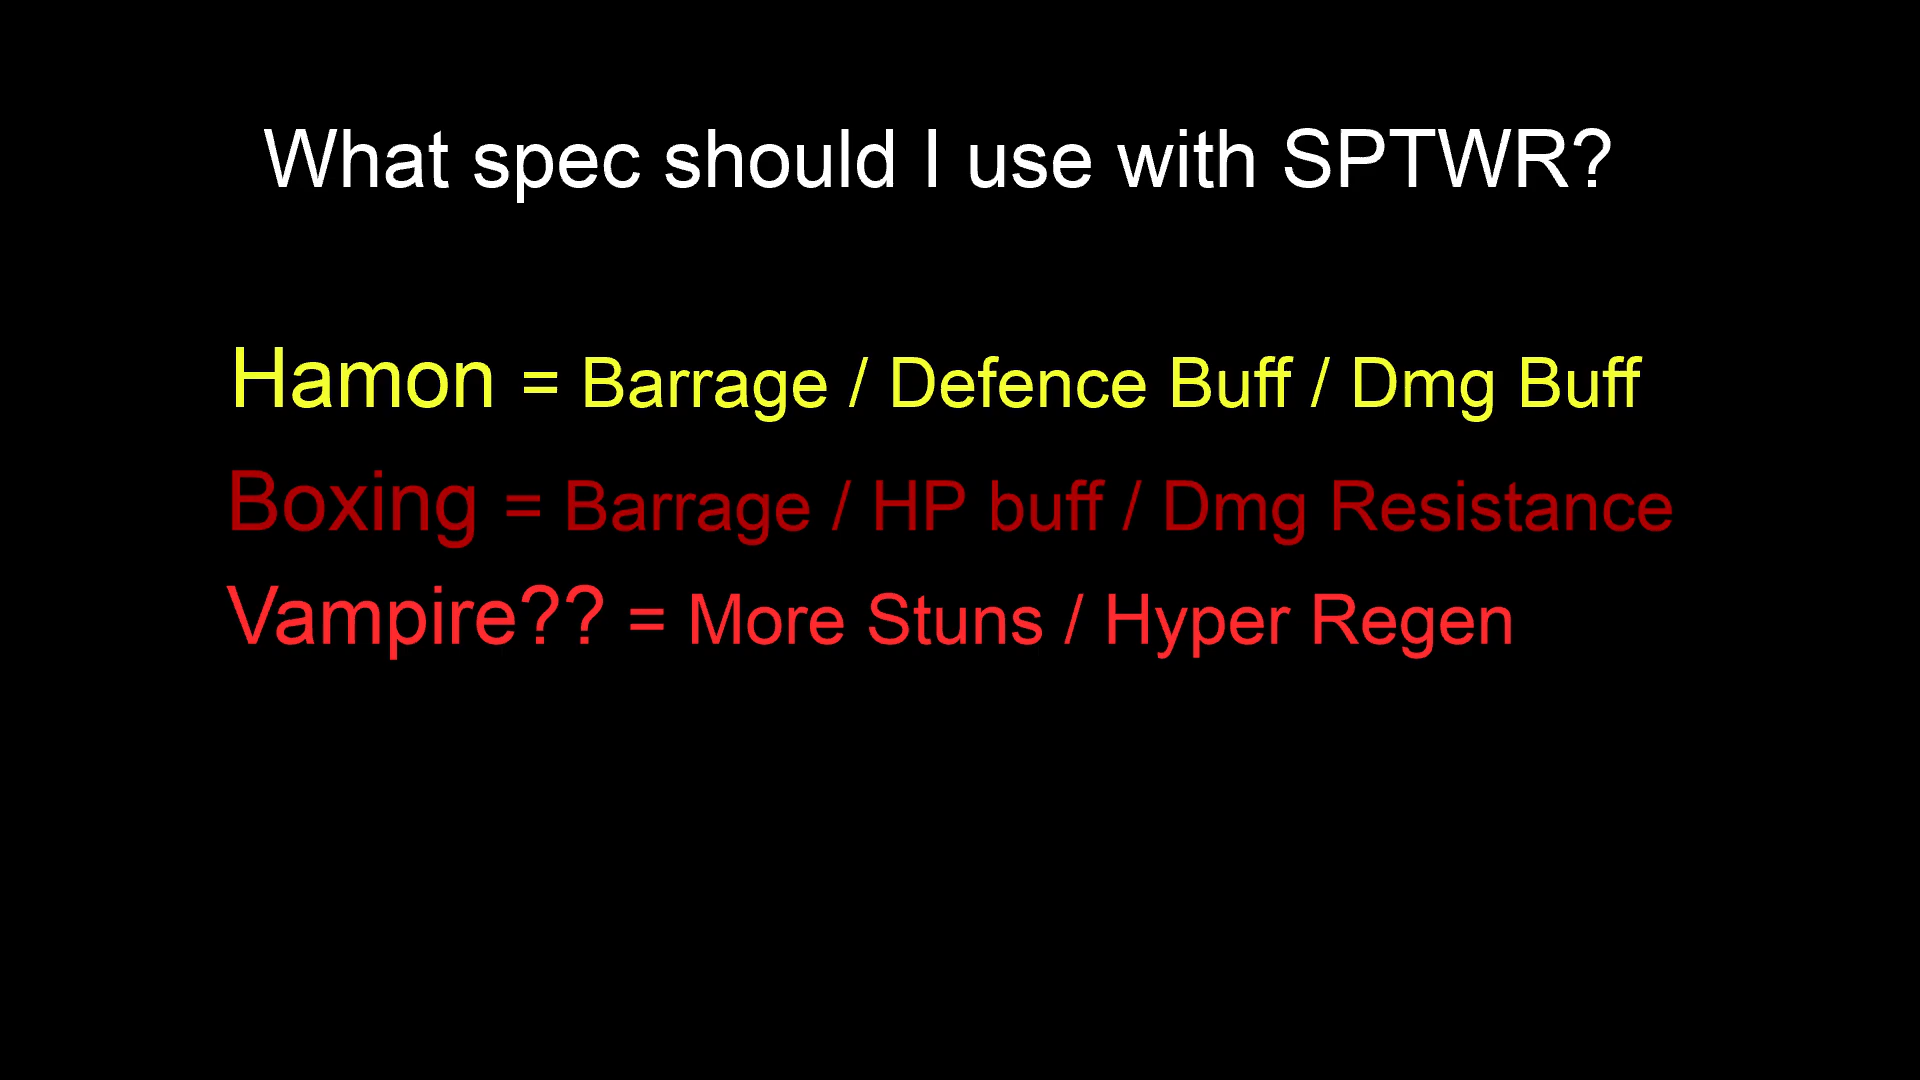 What spec should I use with SPTWR?
Hamon = Barrage / Defence Buff / Dmg Buff
Boxing = Barrage / HP buff / Dmg Resistance
Vampire?? = More Stuns / Hyper Regen